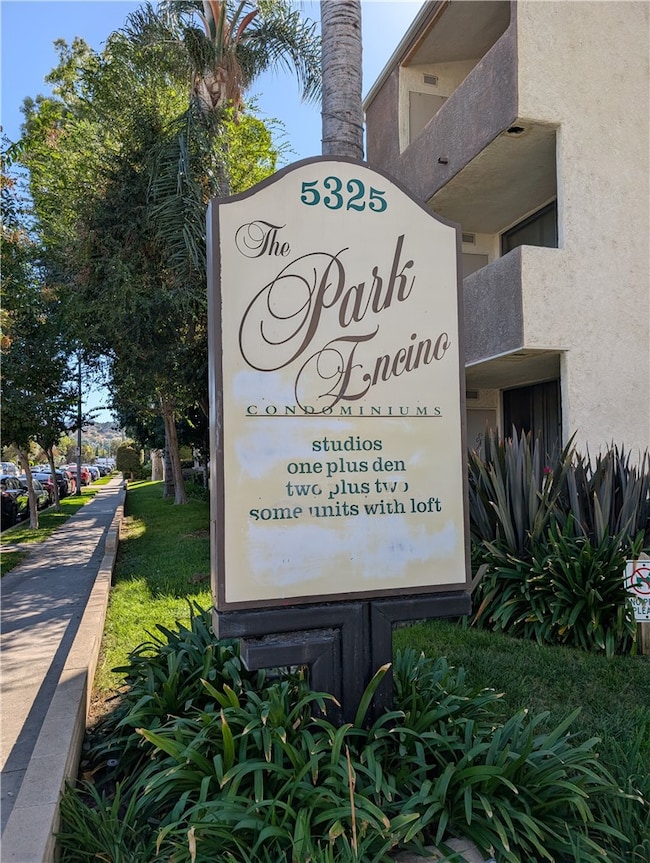 5325
The
Park
Encino
CONDOMINIUMS
studios
one plus den
two plus two
some units with loft